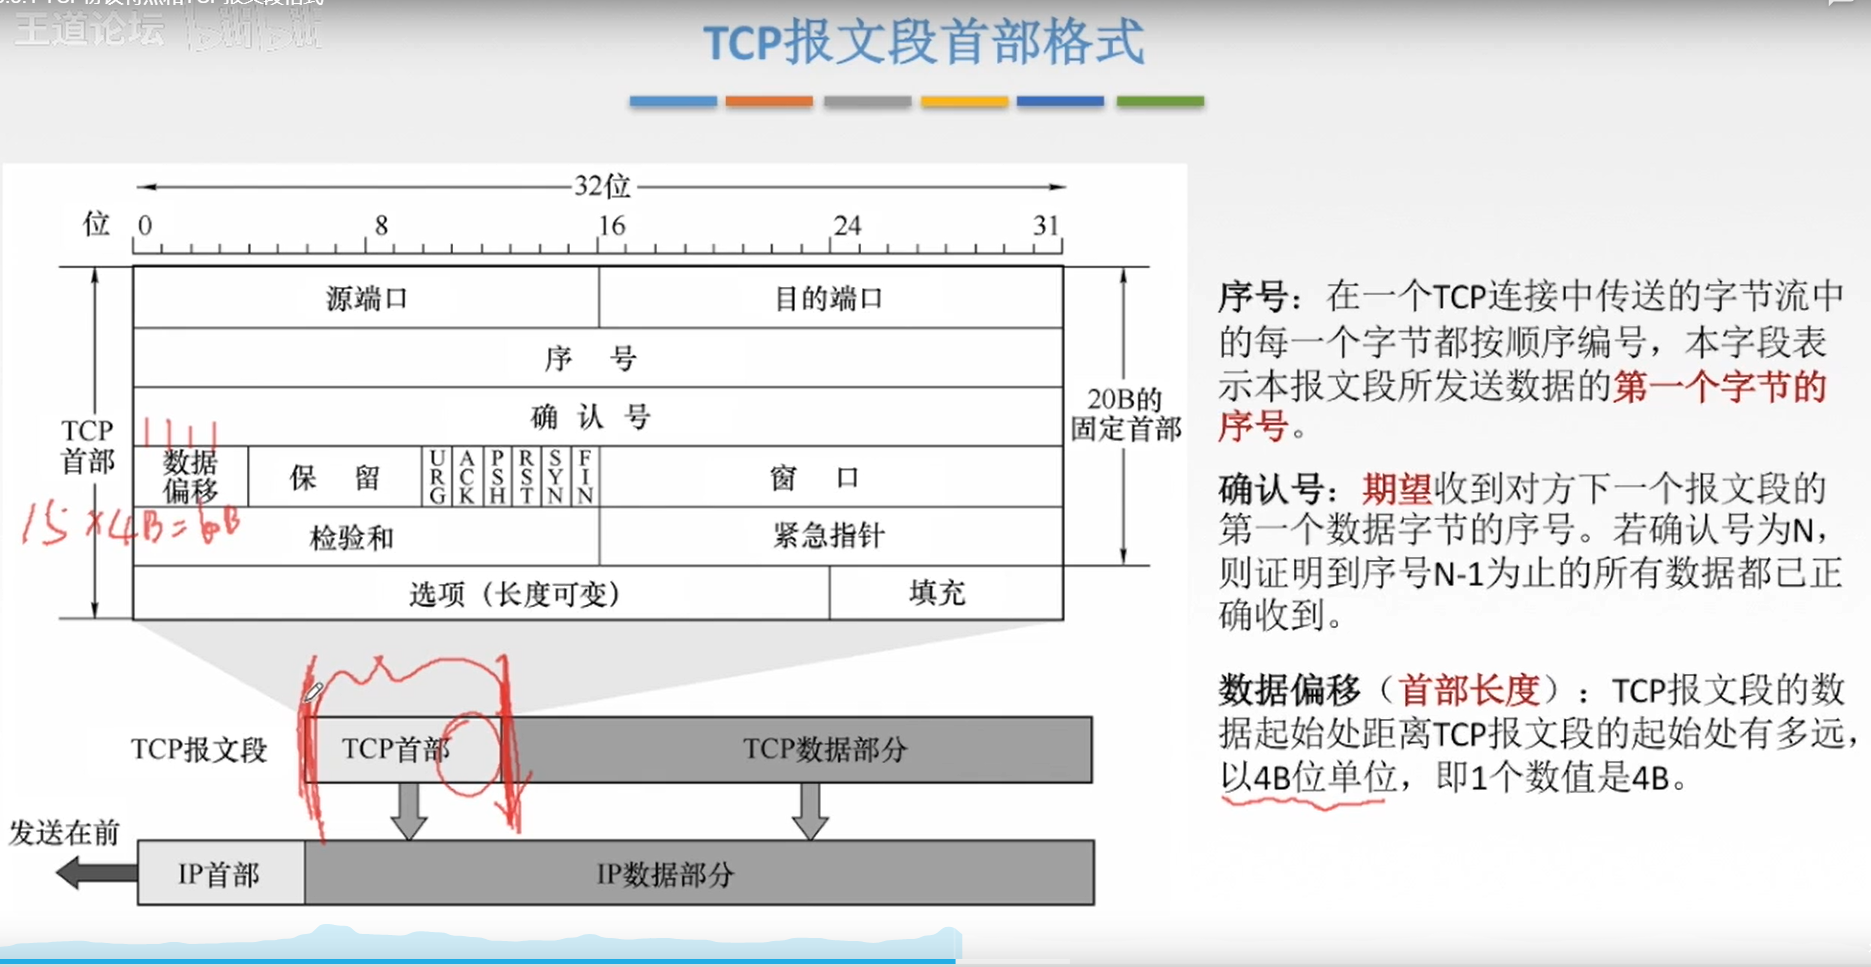 王道论坛 bilibili
TCP报文段首部格式
32位
位 0 8 16 24 31
源端口 目的端口
序 号
确 认 号
TCP
首部
1111
数据
偏移
保 留
URG
ACK
PSH
RST
SYN
FIN
窗 口
15×4B=60B
检验和 紧急指针
选项（长度可变） 填充
20B的
固定首部
TCP报文段 TCP首部 TCP数据部分
发送在前
IP首部 IP数据部分
序号：在一个TCP连接中传送的字节流中
的每一个字节都按顺序编号，本字段表
示本报文段所发送数据的第一个字节的
序号。
确认号：期望收到对方下一个报文段的
第一个数据字节的序号。若确认号为N，
则证明到序号N-1为止的所有数据都已正
确收到。
数据偏移（首部长度）：TCP报文段的数
据起始处距离TCP报文段的起始处有多远，
以4B位单位，即1个数值是4B。